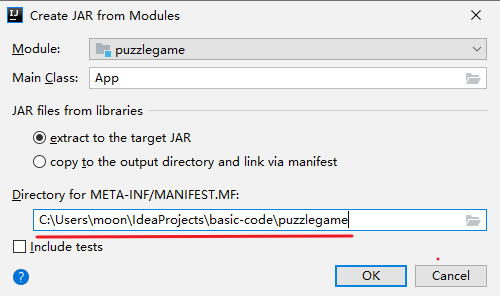 Create JAR from Modules
Module: puzzlegame
Main Class: App
JAR files from libraries
extract to the target JAR
copy to the output directory and link via manifest
Directory for META-INF/MANIFEST.MF:
C:\Users\moon\IdeaProjects\basic-code\puzzlegame
Include tests
? OK Cancel